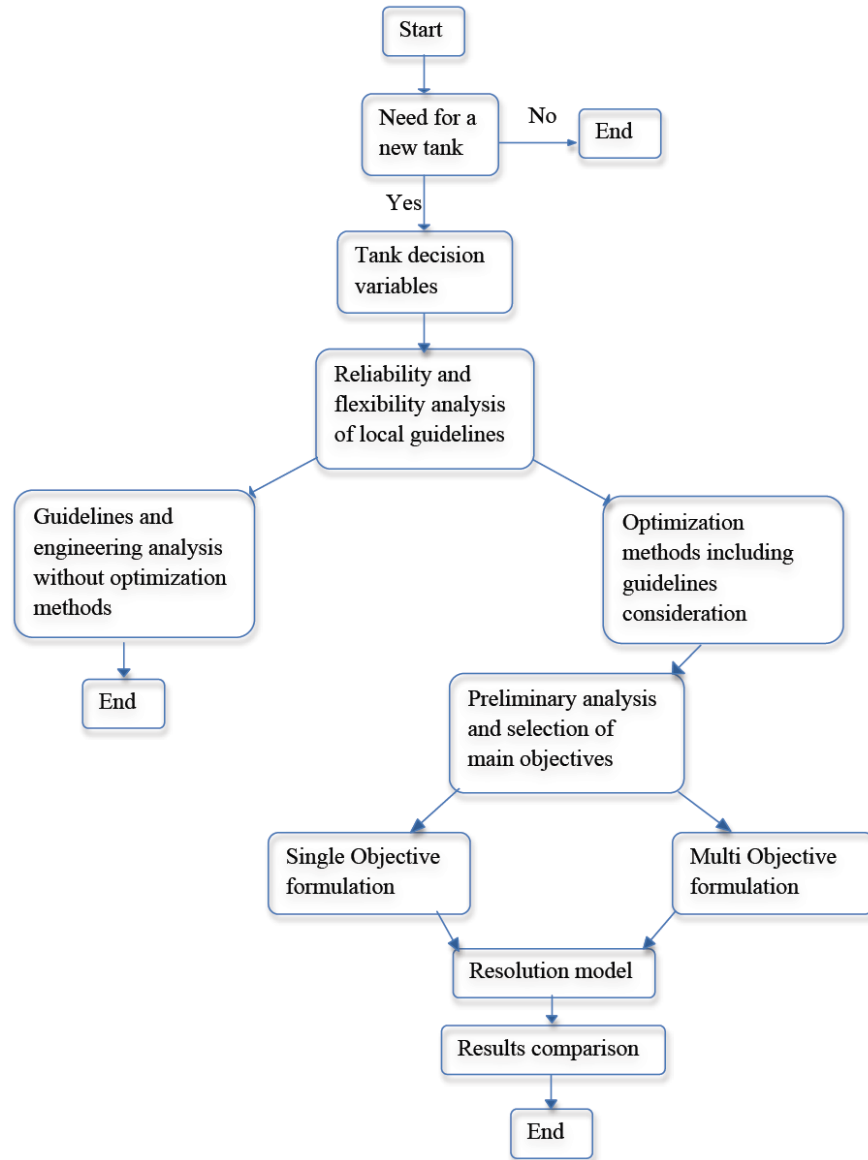 Start
Need for a
new tank
No
End
Yes
Tank decision
variables
Reliability and
flexibility analysis
of local guidelines
Guidelines and
engineering analysis
without optimization
methods
End
Optimization
methods including
guidelines
consideration
Preliminary analysis
and selection of
main objectives
Single Objective
formulation
Multi Objective
formulation
Resolution model
Results comparison
End